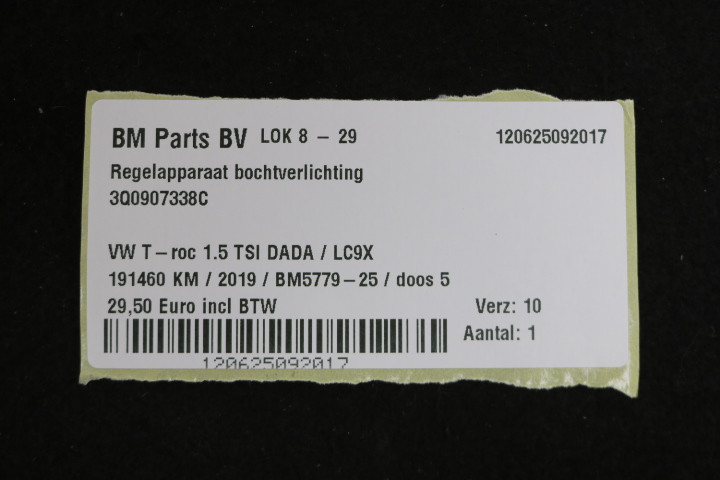 BM Parts BV LOK 8 - 29 120625092017
Regelapparaat bochtverlichting
3Q0907338C
VW T-roc 1.5 TSI DADA / LC9X
191460 KM / 2019 / BM5779-25 / doos 5
29,50 Euro incl BTW Verz: 10
Aantal: 1
120625092017